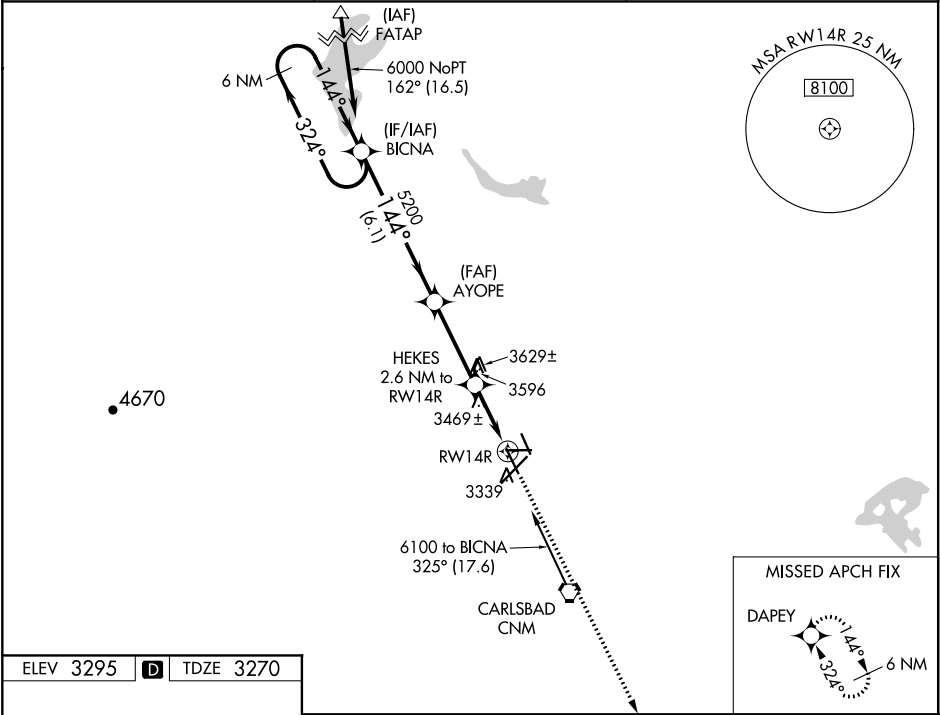 (IAF)
FATAP
6000 NoPT
162° (16.5)
6 NM
144°
324°
(IF/IAF)
BICNA
MSA RW14R 25 NM
8100
5200
144°
(6.1)
(FAF)
AYOPE
HEKES
2.6 NM to
RW14R
3629±
3596
3469±
4670
RW14R
3339
6100 to BICNA
325° (17.6)
CARLSBAD
CNM
MISSED APCH FIX
DAPEY
144°
324°
6 NM
ELEV 3295 D TDZE 3270